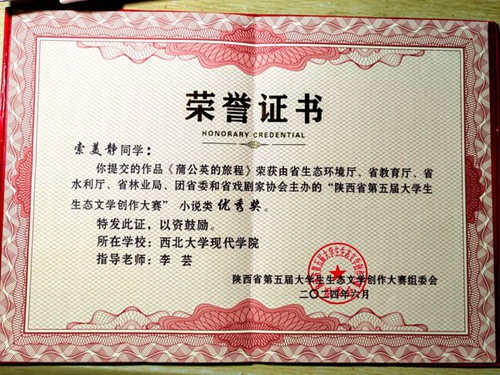 荣誉证书
HONORARY CREDENTIAL
索美静同学：
你提交的作品《蒲公英的旅程》荣获由省生态环境厅、省教育厅、省
水利厅、省林业局、团省委和省戏剧家协会主办的“陕西省第五届大学生
生态文学创作大赛”小说类优秀奖。
特发此证，以资鼓励。
所在学校：西北大学现代学院
指导老师：李芸
陕西省第五届大学生生态文学创作大赛组委会
二〇二四年六月